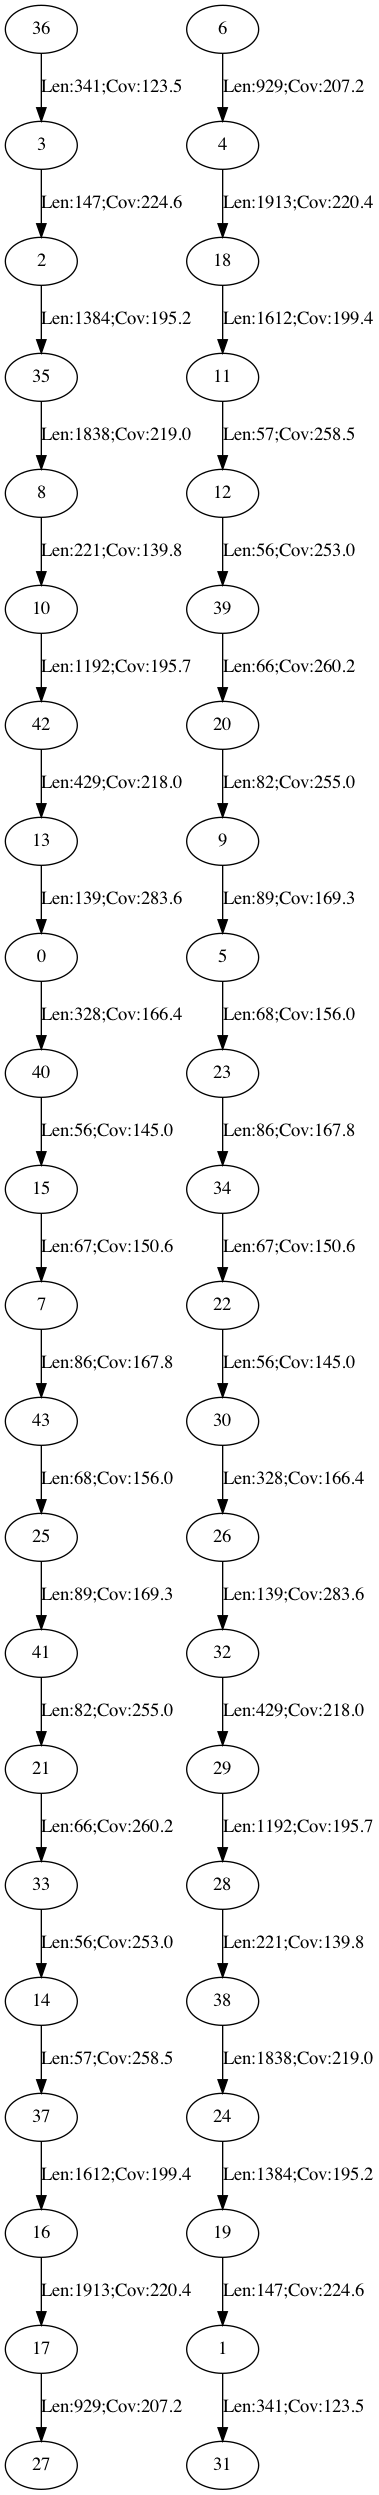 36 6
Len:341;Cov:123.5 Len:929;Cov:207.2
3 4
Len:147;Cov:224.6 Len:1913;Cov:220.4
2 18
Len:1384;Cov:195.2 Len:1612;Cov:199.4
35 11
Len:1838;Cov:219.0 Len:57;Cov:258.5
8 12
Len:221;Cov:139.8 Len:56;Cov:253.0
10 39
Len:1192;Cov:195.7 Len:66;Cov:260.2
42 20
Len:429;Cov:218.0 Len:82;Cov:255.0
13 9
Len:139;Cov:283.6 Len:89;Cov:169.3
0 5
Len:328;Cov:166.4 Len:68;Cov:156.0
40 23
Len:56;Cov:145.0 Len:86;Cov:167.8
15 34
Len:67;Cov:150.6 Len:67;Cov:150.6
7 22
Len:86;Cov:167.8 Len:56;Cov:145.0
43 30
Len:68;Cov:156.0 Len:328;Cov:166.4
25 26
Len:89;Cov:169.3 Len:139;Cov:283.6
41 32
Len:82;Cov:255.0 Len:429;Cov:218.0
21 29
Len:66;Cov:260.2 Len:1192;Cov:195.7
33 28
Len:56;Cov:253.0 Len:221;Cov:139.8
14 38
Len:57;Cov:258.5 Len:1838;Cov:219.0
37 24
Len:1612;Cov:199.4 Len:1384;Cov:195.2
16 19
Len:1913;Cov:220.4 Len:147;Cov:224.6
17 1
Len:929;Cov:207.2 Len:341;Cov:123.5
27 31